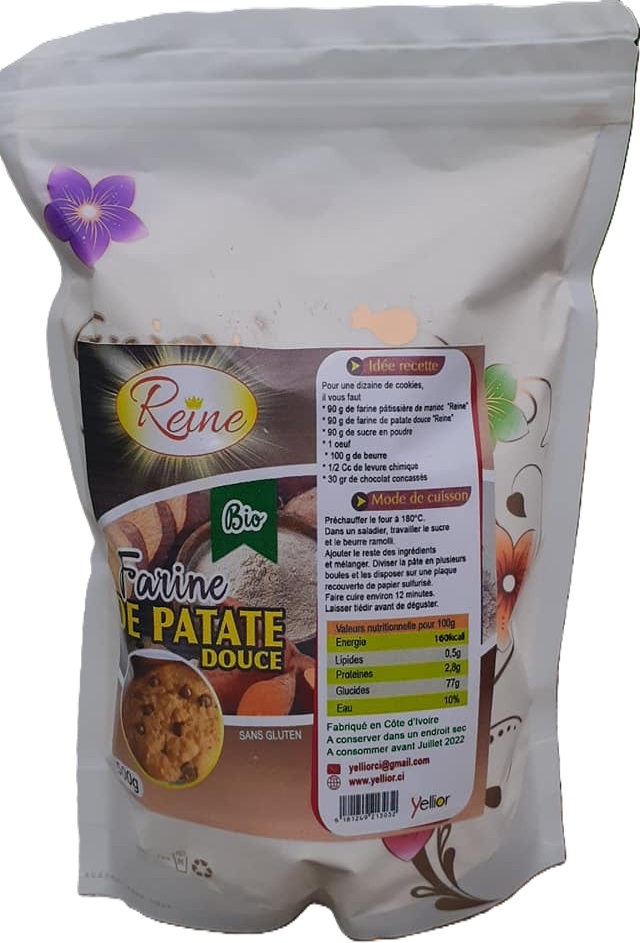 Reine
Bio
Farine
DE PATATE
DOUCE
SANS GLUTEN
500g
Idée recette
Pour une dizaine de cookies,
il vous faut
* 90 g de farine pâtissière de manioc "Reine"
* 90 g de farine de patate douce "Reine"
* 90 g de sucre en poudre
* 1 oeuf
* 100 g de beurre
* 1/2 Cc de levure chimique
* 30 gr de chocolat concassés
Mode de cuisson
Préchauffer le four à 180°C.
Dans un saladier, travailler le sucre
et le beurre ramolli.
Ajouter le reste des ingrédients
et mélanger. Diviser la pâte en plusieurs
boules et les disposer sur une plaque
recouverte de papier sulfurisé.
Faire cuire environ 12 minutes.
Laisser tiédir avant de déguster.
Valeurs nutritionnelle pour 100g
Energie 160kcal
Lipides 0,5g
Proteines 2,8g
Glucides 77g
Eau 10%
Fabriqué en Côte d'Ivoire
A conserver dans un endroit sec
A consommer avant Juillet 2022
yelliorci@gmail.com
www.yellior.ci
6 181249 213032
Yellior